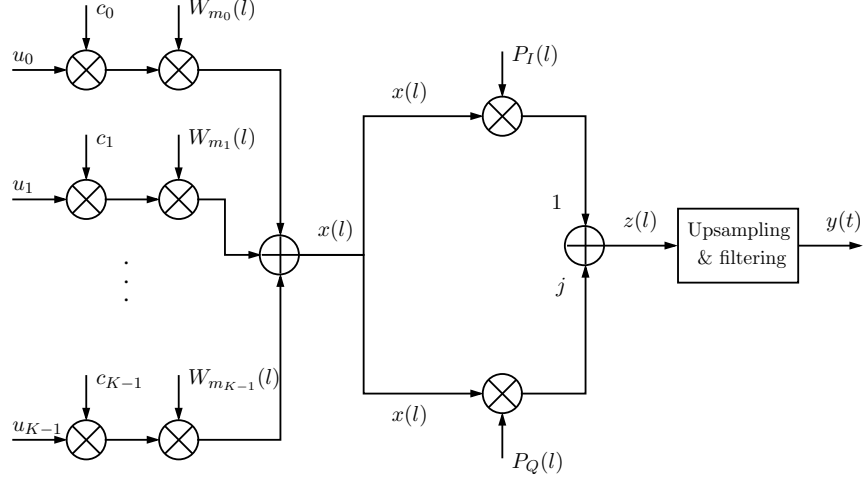 c_0
W_{m_0}(l)
u_0
P_I(l)
x(l)
c_1
W_{m_1}(l)
u_1
1
x(l)
z(l)
Upsampling
& filtering
y(t)
j
c_{K−1}
W_{m_{K−1}}(l)
x(l)
u_{K−1}
P_Q(l)